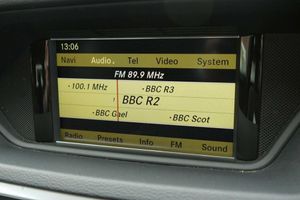 13:06
Navi Audio Tel Video System
FM 89.9 MHz
100.1 MHz BBC R3
BBC R2
BBC Gael BBC Scot
Radio Presets Info FM Sound